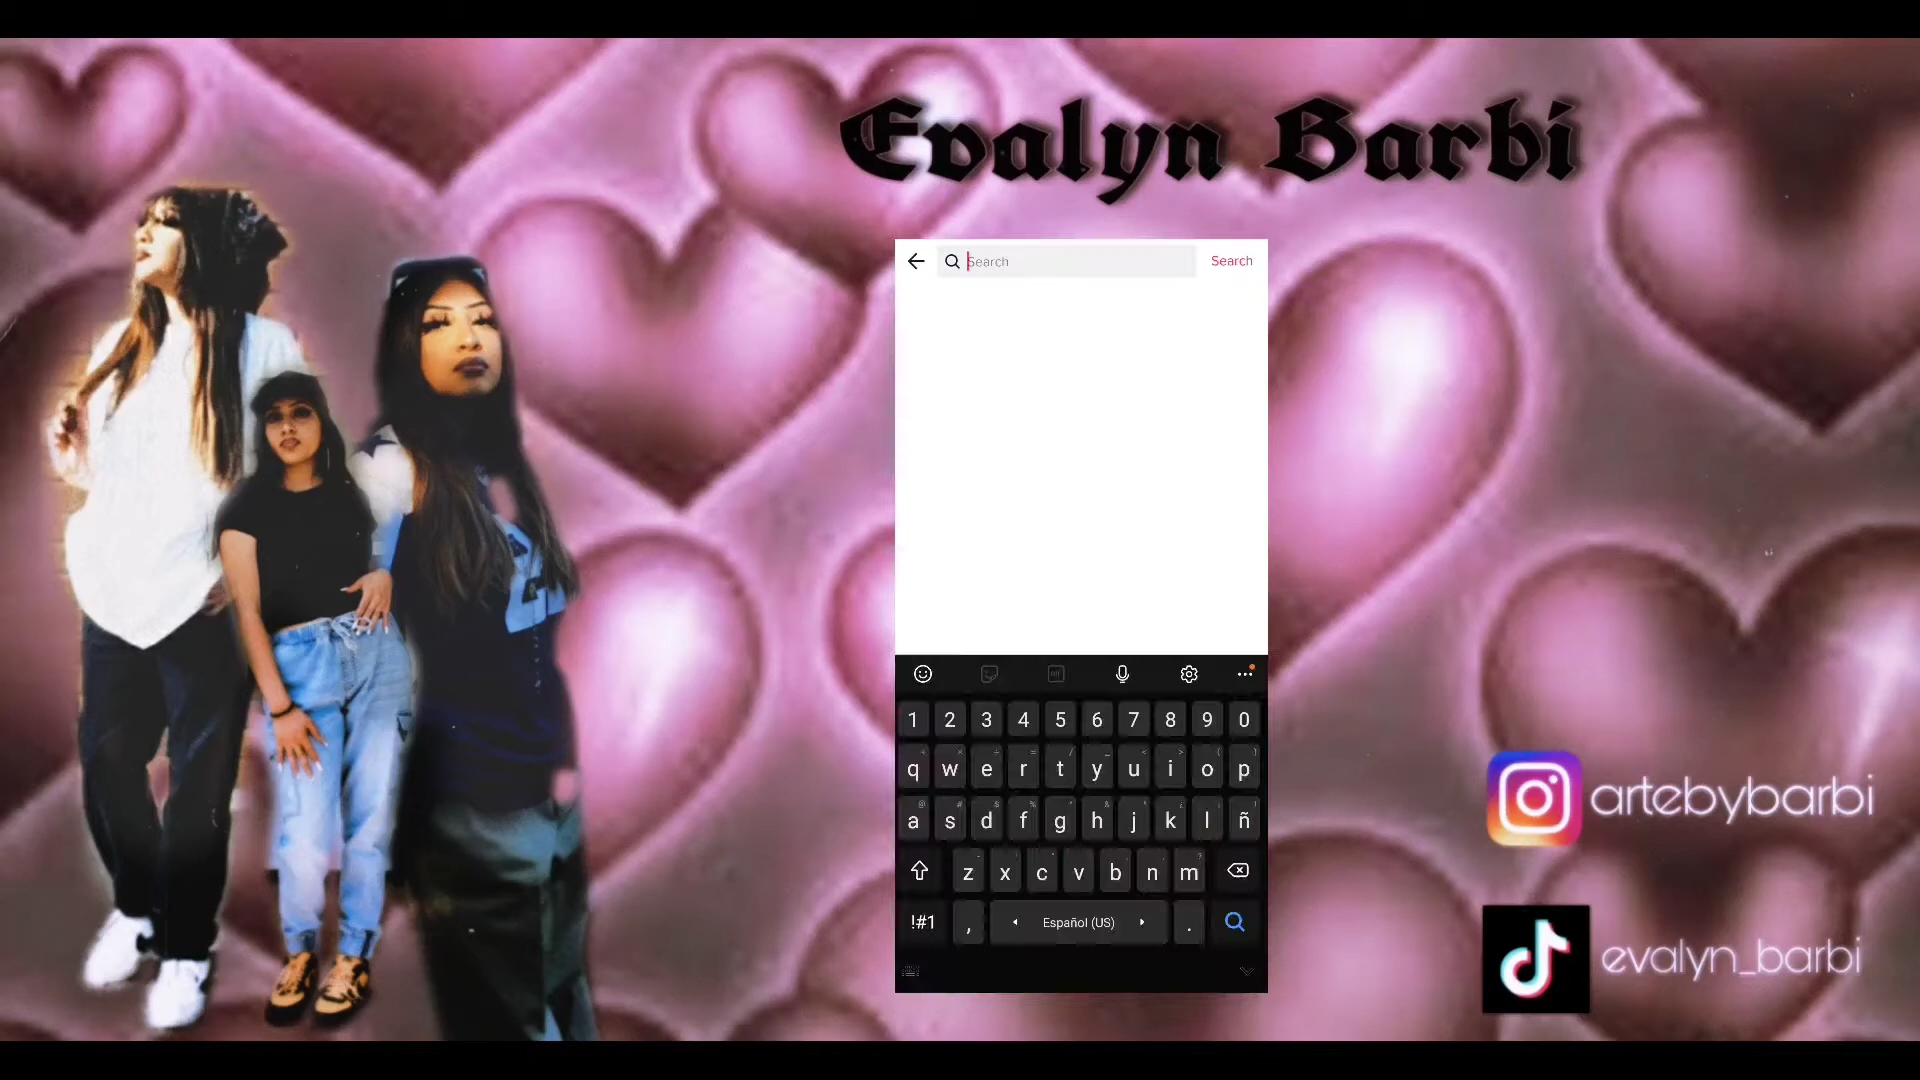 Evalyn Barbi
Search Search
1 2 3 4 5 6 7 8 9 0
q w e r t y u i o p
a s d f g h j k l ñ
z x c v b n m
!#1 , Español (US) .
artebybarbi
evalyn_barbi